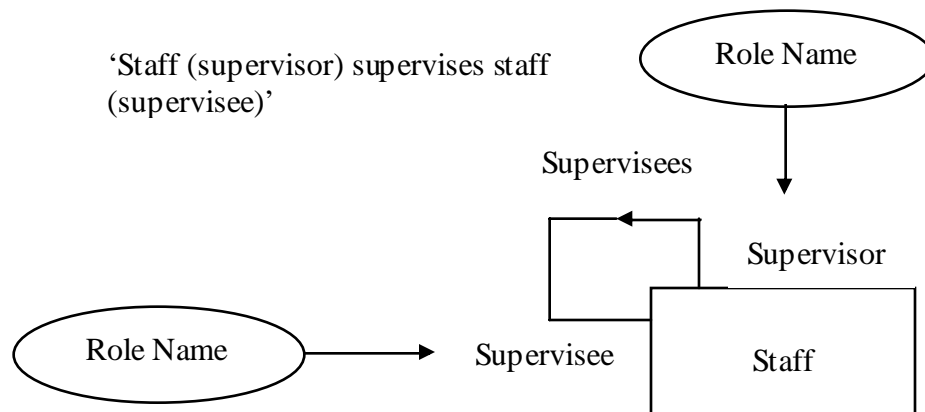 Role Name
‘Staff (supervisor) supervises staff
(supervisee)’
Supervisees
Supervisor
Role Name
Supervisee
Staff